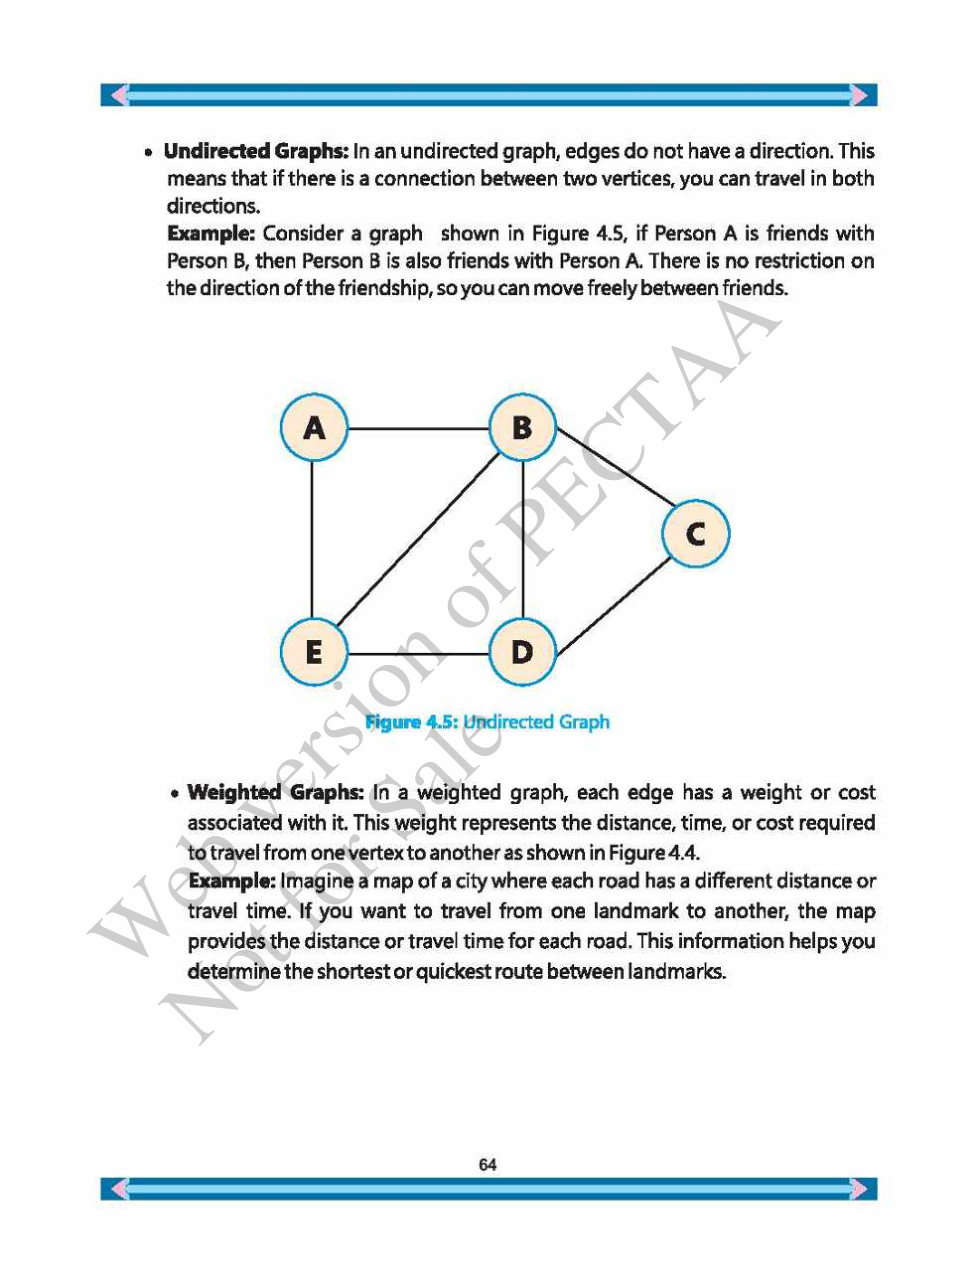 • Undirected Graphs: In an undirected graph, edges do not have a direction. This
means that if there is a connection between two vertices, you can travel in both
directions.
Example: Consider a graph shown in Figure 4.5, if Person A is friends with
Person B, then Person B is also friends with Person A. There is no restriction on
the direction of the friendship, so you can move freely between friends.
A
B
C
E
D
Figure 4.5: Undirected Graph
• Weighted Graphs: In a weighted graph, each edge has a weight or cost
associated with it. This weight represents the distance, time, or cost required
to travel from one vertex to another as shown in Figure 4.4.
Example: Imagine a map of a city where each road has a different distance or
travel time. If you want to travel from one landmark to another, the map
provides the distance or travel time for each road. This information helps you
determine the shortest or quickest route between landmarks.
Web version of PECTAA
Not for Sale
64